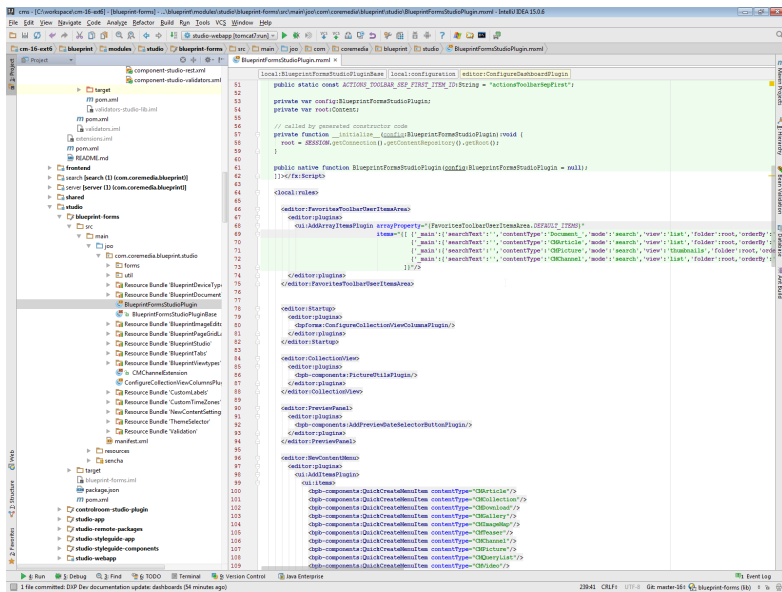 cms - [C:\workspace\cm-16-ext6] - [blueprint-forms] - ...\blueprint\modules\studio\blueprint-forms\src\main\joo\com\coremedia\blueprint\studio\BlueprintFormsStudioPlugin.mxml - IntelliJ IDEA 15.0.6
File Edit View Navigate Code Analyze Refactor Build Run Tools VCS Window Help
studio-webapp [tomcat7:run]
cm-16-ext6 blueprint modules studio blueprint-forms src main joo com coremedia blueprint studio BlueprintFormsStudioPlugin.mxml
Project
BlueprintFormsStudioPlugin.mxml
local:BlueprintFormsStudioPluginBase local:configuration editor:ConfigureDashboardPlugin
component-studio-rest.xml
component-studio-validators.xml
target
pom.xml
validators-studio-lib.iml
pom.xml
validators.iml
extensions.iml
pom.xml
README.md
frontend
search [search (1) (com.coremedia.blueprint)]
server [server (1) (com.coremedia.blueprint)]
shared
studio
blueprint-forms
src
main
joo
com.coremedia.blueprint.studio
forms
util
Resource Bundle 'BlueprintDeviceTyp
Resource Bundle 'BlueprintDocument
BlueprintFormsStudioPlugin
BlueprintFormsStudioPluginBase
Resource Bundle 'BlueprintImageEdito
Resource Bundle 'BlueprintPageGridL
Resource Bundle 'BlueprintStudio'
Resource Bundle 'BlueprintTabs'
Resource Bundle 'BlueprintViewtypes'
CMChannelExtension
ConfigureCollectionViewColumnsPlu
Resource Bundle 'CustomLabels'
Resource Bundle 'CustomTimeZones'
Resource Bundle 'NewContentSetting
Resource Bundle 'ThemeSelector'
Resource Bundle 'Validation'
manifest.xml
resources
sencha
target
blueprint-forms.iml
package.json
pom.xml
controlroom-studio-plugin
studio-app
studio-remote-packages
studio-styleguide-app
studio-styleguide-components
studio-webapp
51 public static const ACTIONS_TOOLBAR_SEP_FIRST_ITEM_ID:String = "actionsToolbarSepFirst";
52
53 private var config:BlueprintFormsStudioPlugin;
54 private var root:Content;
55
56 // called by generated constructor code
57 private function __initialize__(config:BlueprintFormsStudioPlugin):void {
58 root = SESSION.getConnection().getContentRepository().getRoot();
59 }
60
61 public native function BlueprintFormsStudioPlugin(config:BlueprintFormsStudioPlugin = null);
62 ]]></fx:Script>
63
64 <local:rules>
65
66 <editor:FavoritesToolbarUserItemsArea>
67 <editor:plugins>
68 <ui:AddArrayItemsPlugin arrayProperty="{FavoritesToolbarUserItemsArea.DEFAULT_ITEMS}"
69 items="{[ {'_main':{'searchText':'','contentType':'Document_','mode':'search','view':'list','folder':root,'orderBy':
70 {'_main':{'searchText':'','contentType':'CMArticle','mode':'search','view':'list','folder':root,'orderBy':
71 {'_main':{'searchText':'','contentType':'CMPicture','mode':'search','view':'thumbnails','folder':root,'ord
72 {'_main':{'searchText':'','contentType':'CMChannel','mode':'search','view':'list','folder':root,'orderBy':
73 ]}"/>
74 </editor:plugins>
75 </editor:FavoritesToolbarUserItemsArea>
78 <editor:Startup>
79 <editor:plugins>
80 <bpforms:ConfigureCollectionViewColumnsPlugin/>
81 </editor:plugins>
82 </editor:Startup>
83
84 <editor:CollectionView>
85 <editor:plugins>
86 <bpb-components:PictureUtilsPlugin/>
87 </editor:plugins>
88 </editor:CollectionView>
89
90 <editor:PreviewPanel>
91 <editor:plugins>
92 <bpb-components:AddPreviewDateSelectorButtonPlugin/>
93 </editor:plugins>
94 </editor:PreviewPanel>
95
96 <editor:NewContentMenu>
97 <editor:plugins>
98 <ui:AddItemsPlugin>
99 <ui:items>
100 <bpb-components:QuickCreateMenuItem contentType="CMArticle"/>
101 <bpb-components:QuickCreateMenuItem contentType="CMCollection"/>
102 <bpb-components:QuickCreateMenuItem contentType="CMDownload"/>
103 <bpb-components:QuickCreateMenuItem contentType="CMGallery"/>
104 <bpb-components:QuickCreateMenuItem contentType="CMImageMap"/>
105 <bpb-components:QuickCreateMenuItem contentType="CMTeaser"/>
106 <bpb-components:QuickCreateMenuItem contentType="CMChannel"/>
107 <bpb-components:QuickCreateMenuItem contentType="CMPicture"/>
108 <bpb-components:QuickCreateMenuItem contentType="CMQueryList"/>
109 <bpb-components:QuickCreateMenuItem contentType="CMVideo"/>
1: Project
Web
7: Structure
2: Favorites
Maven Projects
Hierarchy
Bean Validation
Database
Ant Build
4: Run 5: Debug 3: Find 6: TODO Terminal 9: Version Control Java Enterprise Event Log
1 file committed: DXP Dev documentation update: dashboards (54 minutes ago) 239:41 CRLF÷ UTF-8 Git: master-16÷ blueprint-forms (lib)